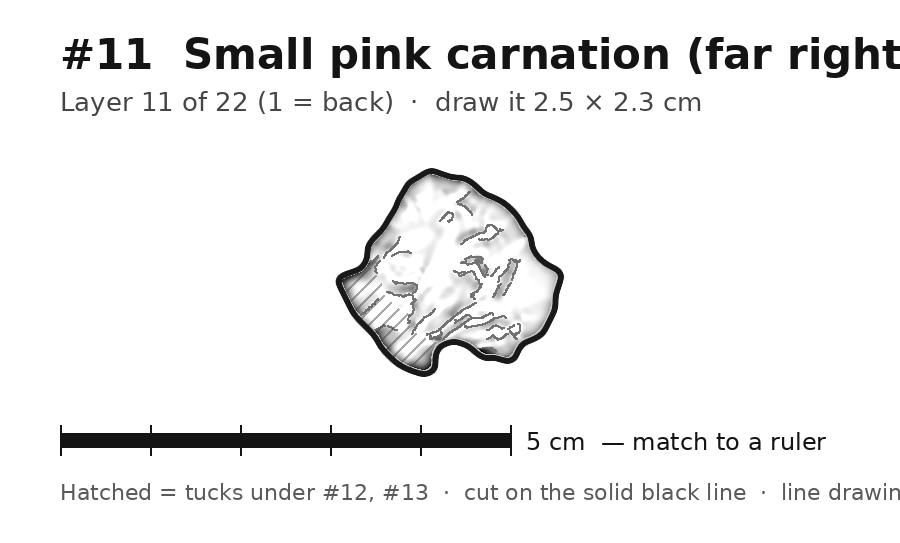 #11 Small pink carnation (far right
Layer 11 of 22 (1 = back) · draw it 2.5 × 2.3 cm
5 cm — match to a ruler
Hatched = tucks under #12, #13 · cut on the solid black line · line drawin